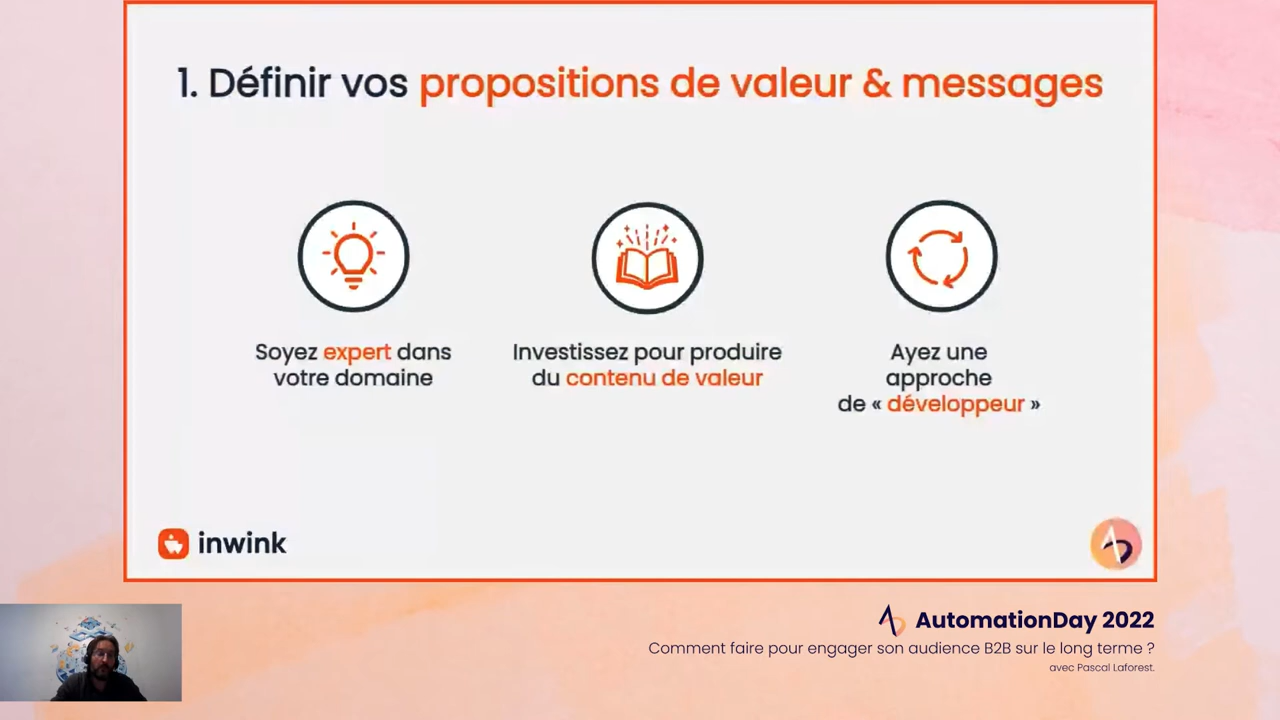 1. Définir vos propositions de valeur & messages
Soyez expert dans
votre domaine
Investissez pour produire
du contenu de valeur
Ayez une
approche
de « développeur »
inwink
AutomationDay 2022
Comment faire pour engager son audience B2B sur le long terme ?
avec Pascal Laforest.